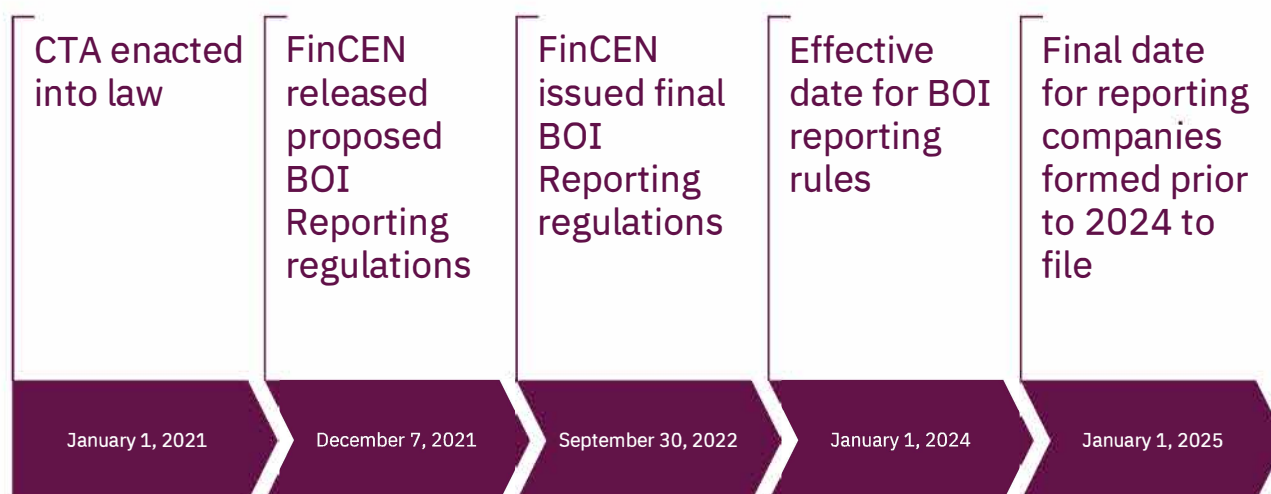 CTA enacted
into law
FinCEN
released
proposed
BOI
Reporting
regulations
FinCEN
issued final
BOI
Reporting
regulations
Effective
date for BOI
reporting
rules
Final date
for reporting
companies
formed prior
to 2024 to
file
January 1, 2021
December 7, 2021
September 30, 2022
January 1, 2024
January 1, 2025